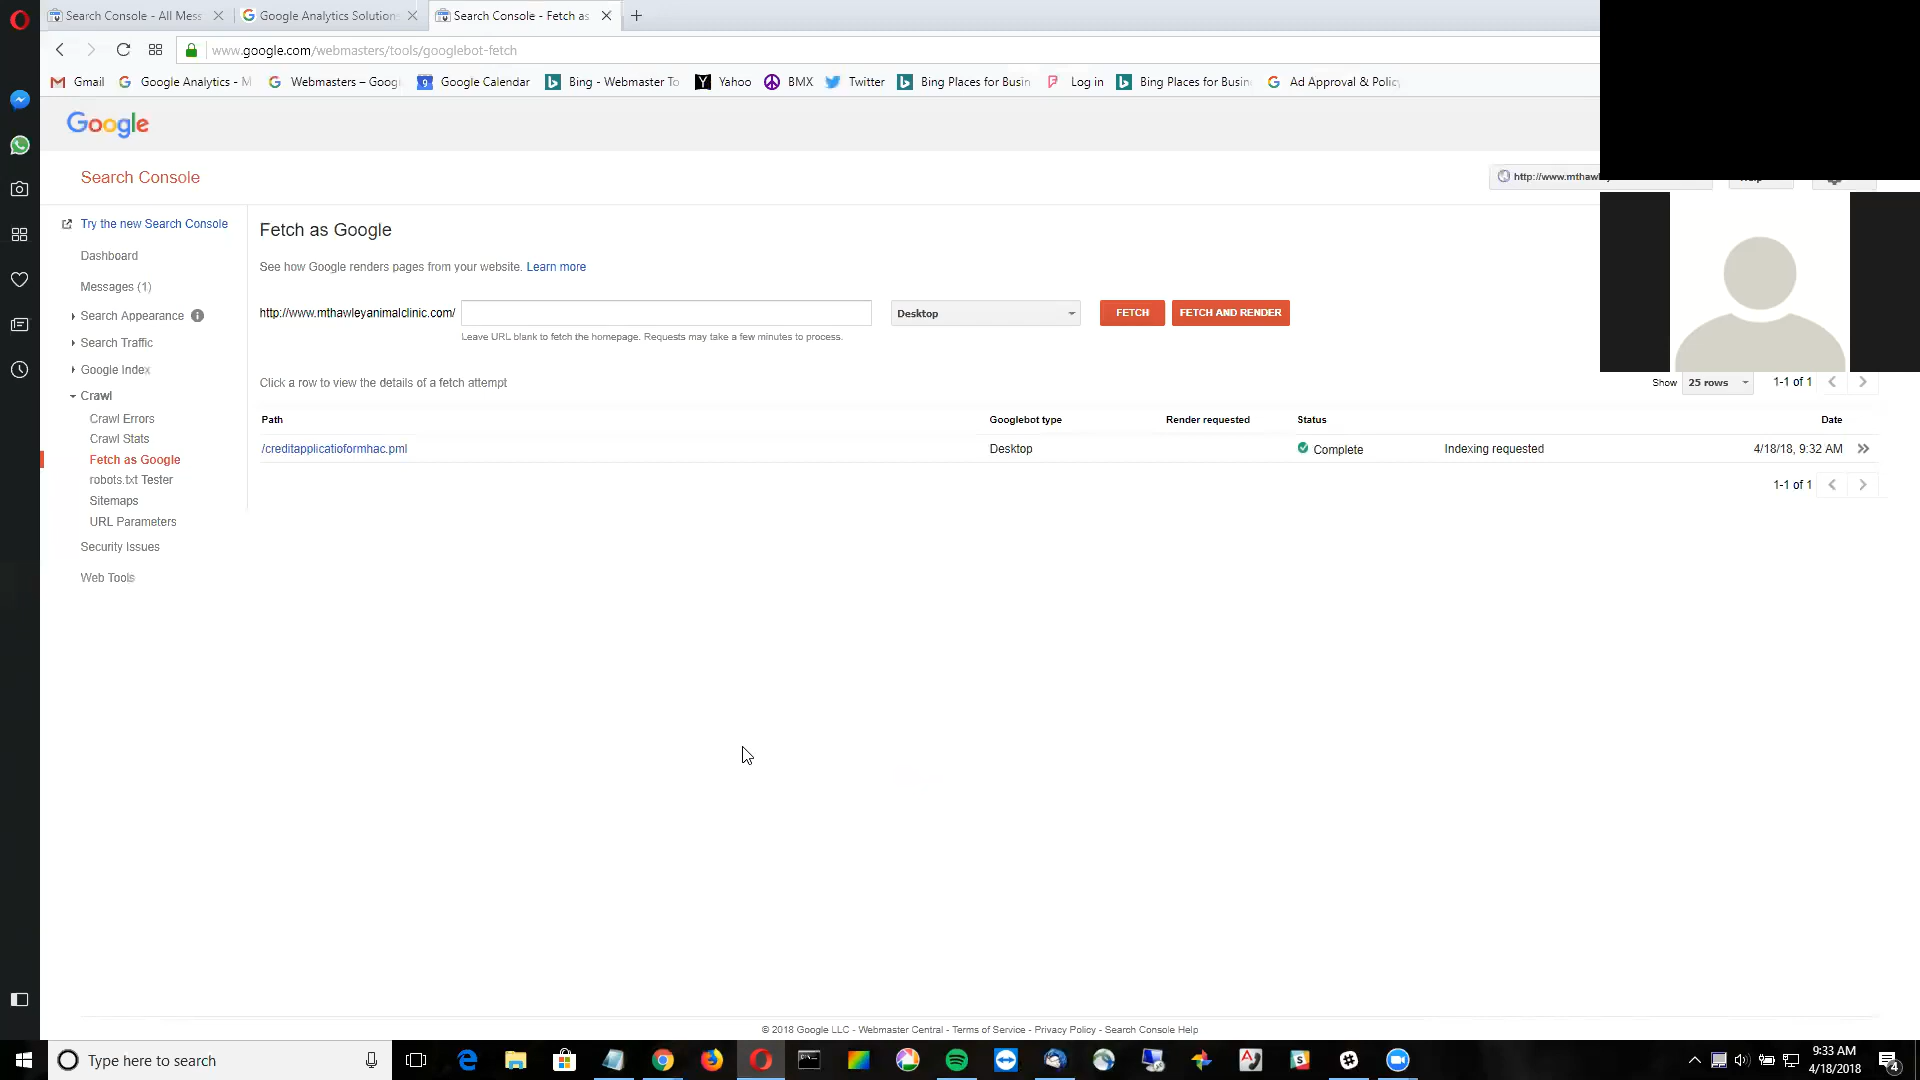 Search Console - All Mess
Google Analytics Solutions
Search Console - Fetch as
www.google.com/webmasters/tools/googlebot-fetch
Gmail
Google Analytics - M
Webmasters – Goog
Google Calendar
Bing - Webmaster To
Yahoo
BMX
Twitter
Bing Places for Busin
Log in
Bing Places for Busin
Ad Approval & Policy
Google
Search Console
http://www.mthawley
Try the new Search Console
Dashboard
Messages (1)
Search Appearance
Search Traffic
Google Index
Crawl
Crawl Errors
Crawl Stats
Fetch as Google
robots.txt Tester
Sitemaps
URL Parameters
Security Issues
Web Tools
Fetch as Google
See how Google renders pages from your website. Learn more
http://www.mthawleyanimalclinic.com/
Desktop
FETCH
FETCH AND RENDER
Leave URL blank to fetch the homepage. Requests may take a few minutes to process.
Click a row to view the details of a fetch attempt
Show 25 rows 1-1 of 1
Path Googlebot type Render requested Status Date
/creditapplicatioformhac.pml Desktop Complete Indexing requested 4/18/18, 9:32 AM
1-1 of 1
© 2018 Google LLC - Webmaster Central - Terms of Service - Privacy Policy - Search Console Help
Type here to search
9:33 AM
4/18/2018
4